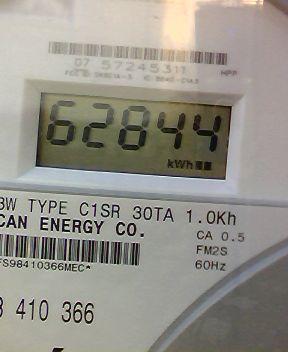 07 57245311 MPP
62844
kWh
3W TYPE C1SR 30TA 1.0Kh
CAN ENERGY CO.
CA 0.5
FM2S
FS98410366MEC*
60Hz
3 410 366